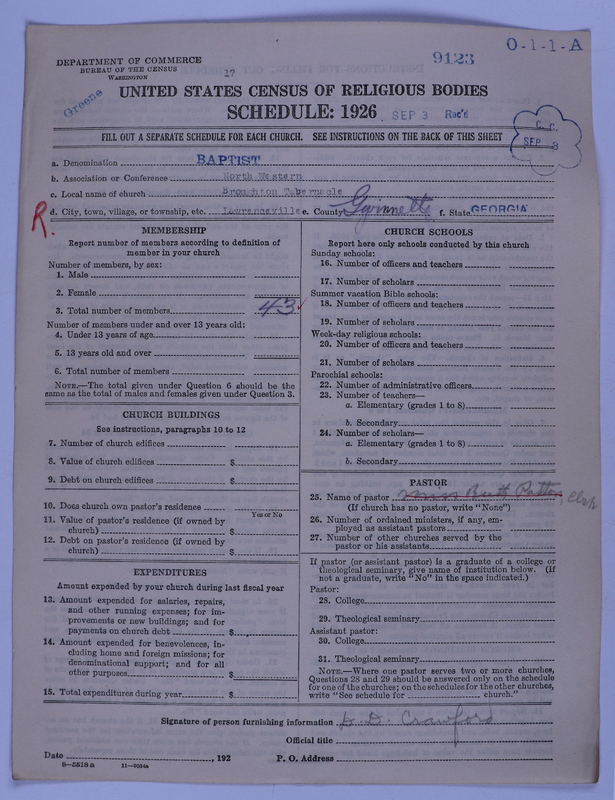 DEPARTMENT OF COMMERCE
BUREAU OF THE CENSUS
WASHINGTON
17
9123
O-1-1-A
Greene
UNITED STATES CENSUS OF RELIGIOUS BODIES
SCHEDULE: 1926
SEP 3 Rec'd
C. C.
SEP 3
FILL OUT A SEPARATE SCHEDULE FOR EACH CHURCH. SEE INSTRUCTIONS ON THE BACK OF THIS SHEET
a. Denomination BAPTIST
b. Association or Conference North Western
c. Local name of church Broughton Tabernacle
R.
d. City, town, village, or township, etc. Lawrenceville e. County Gwinnette f. State GEORGIA
MEMBERSHIP
Report number of members according to definition of
member in your church
Number of members, by sex:
1. Male
2. Female
3. Total number of members 43
Number of members under and over 13 years old:
4. Under 13 years of age
5. 13 years old and over
6. Total number of members
NOTE.—The total given under Question 6 should be the
same as the total of males and females given under Question 3.
CHURCH BUILDINGS
See instructions, paragraphs 10 to 12
7. Number of church edifices
8. Value of church edifices $
9. Debt on church edifices $
10. Does church own pastor's residence
Yes or No
11. Value of pastor's residence (if owned by
church) $
12. Debt on pastor's residence (if owned by
church) $
EXPENDITURES
Amount expended by your church during last fiscal year
13. Amount expended for salaries, repairs,
and other running expenses; for im-
provements or new buildings; and for
payments on church debt $
14. Amount expended for benevolences, in-
cluding home and foreign missions; for
denominational support; and for all
other purposes $
15. Total expenditures during year $
CHURCH SCHOOLS
Report here only schools conducted by this church
Sunday schools:
16. Number of officers and teachers
17. Number of scholars
Summer vacation Bible schools:
18. Number of officers and teachers
19. Number of scholars
Week-day religious schools:
20. Number of officers and teachers
21. Number of scholars
Parochial schools:
22. Number of administrative officers
23. Number of teachers—
a. Elementary (grades 1 to 8)
b. Secondary
24. Number of scholars—
a. Elementary (grades 1 to 8)
b. Secondary
PASTOR
25. Name of pastor Miss Rutt Patton, Clerk
(If church has no pastor, write "None")
26. Number of ordained ministers, if any, em-
ployed as assistant pastors
27. Number of other churches served by the
pastor or his assistants
If pastor (or assistant pastor) is a graduate of a college or
theological seminary, give name of institution below. (If
not a graduate, write "No" in the space indicated.)
Pastor:
28. College
29. Theological seminary
Assistant pastor:
30. College
31. Theological seminary
NOTE.—Where one pastor serves two or more churches,
Questions 28 and 29 should be answered only on the schedule
for one of the churches; on the schedules for the other churches,
write "See schedule for church."
Signature of person furnishing information D. D. Crawford
Official title
Date , 192 P. O. Address
8—5518 a 11—9034a